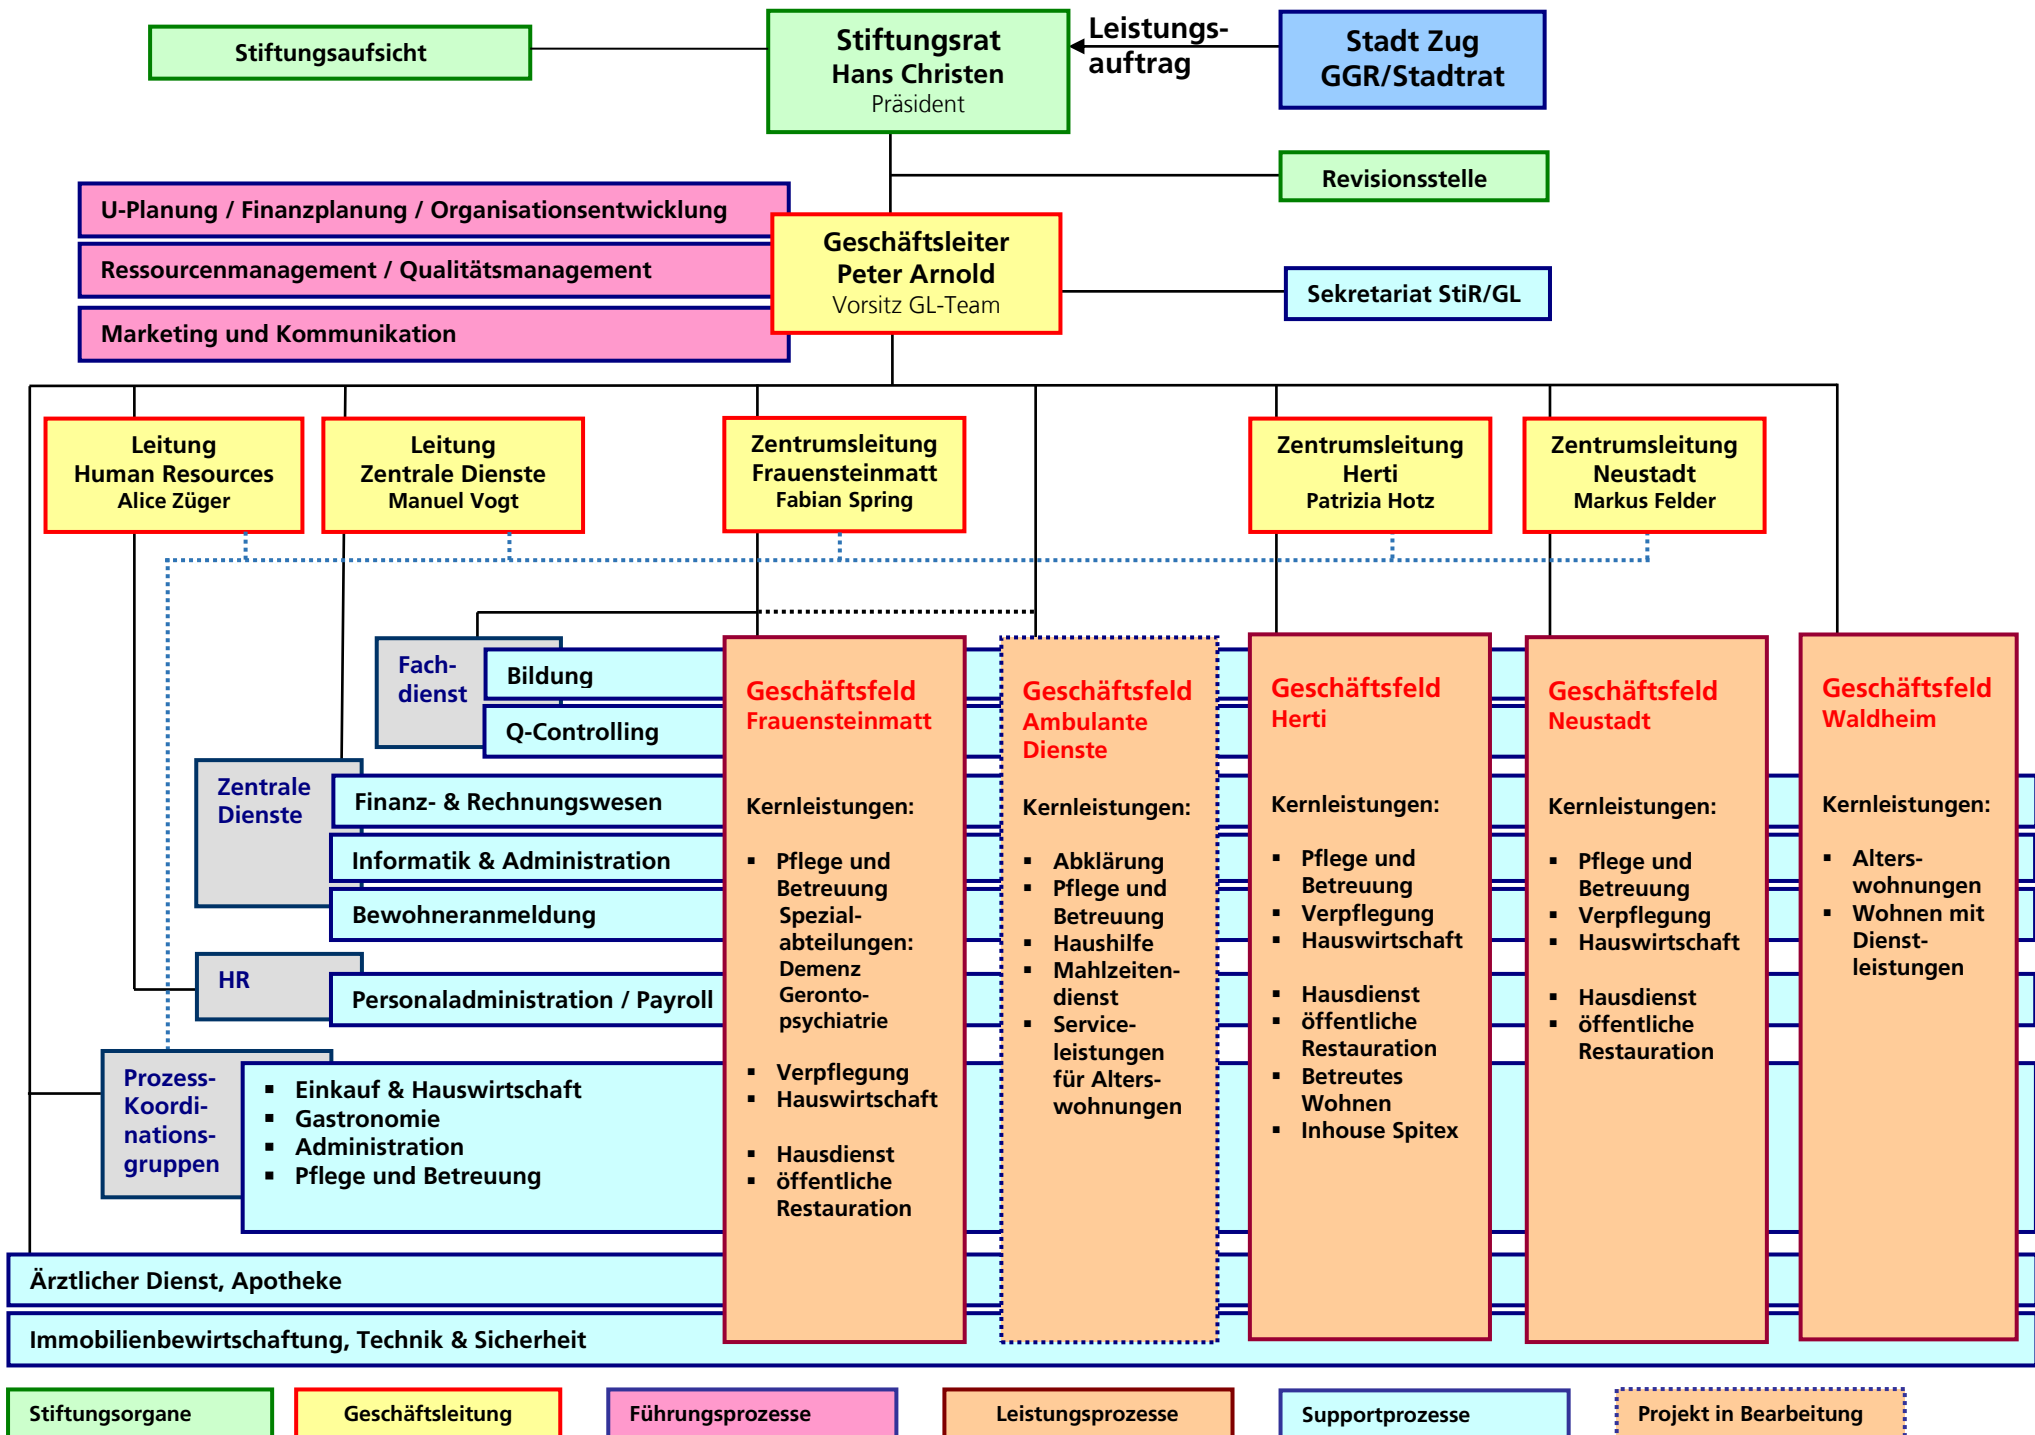 Stiftungsaufsicht
Stiftungsrat
Hans Christen
Präsident
Leistungs-
auftrag
Stadt Zug
GGR/Stadtrat
Revisionsstelle
U-Planung / Finanzplanung / Organisationsentwicklung
Ressourcenmanagement / Qualitätsmanagement
Marketing und Kommunikation
Geschäftsleiter
Peter Arnold
Vorsitz GL-Team
Sekretariat StiR/GL
Leitung
Human Resources
Alice Züger
Leitung
Zentrale Dienste
Manuel Vogt
Zentrumsleitung
Frauensteinmatt
Fabian Spring
Zentrumsleitung
Herti
Patrizia Hotz
Zentrumsleitung
Neustadt
Markus Felder
Fach-
dienst
Bildung
Q-Controlling
Zentrale
Dienste
Finanz- & Rechnungswesen
Informatik & Administration
Bewohneranmeldung
HR
Personaladministration / Payroll
Prozess-
Koordi-
nations-
gruppen
▪ Einkauf & Hauswirtschaft
▪ Gastronomie
▪ Administration
▪ Pflege und Betreuung
Ärztlicher Dienst, Apotheke
Immobilienbewirtschaftung, Technik & Sicherheit
Geschäftsfeld
Frauensteinmatt
Kernleistungen:
▪ Pflege und
Betreuung
Spezial-
abteilungen:
Demenz
Geronto-
psychiatrie
▪ Verpflegung
▪ Hauswirtschaft
▪ Hausdienst
▪ öffentliche
Restauration
Geschäftsfeld
Ambulante
Dienste
Kernleistungen:
▪ Abklärung
▪ Pflege und
Betreuung
▪ Haushilfe
▪ Mahlzeiten-
dienst
▪ Service-
leistungen
für Alters-
wohnungen
Geschäftsfeld
Herti
Kernleistungen:
▪ Pflege und
Betreuung
▪ Verpflegung
▪ Hauswirtschaft
▪ Hausdienst
▪ öffentliche
Restauration
▪ Betreutes
Wohnen
▪ Inhouse Spitex
Geschäftsfeld
Neustadt
Kernleistungen:
▪ Pflege und
Betreuung
▪ Verpflegung
▪ Hauswirtschaft
▪ Hausdienst
▪ öffentliche
Restauration
Geschäftsfeld
Waldheim
Kernleistungen:
▪ Alters-
wohnungen
▪ Wohnen mit
Dienst-
leistungen
Stiftungsorgane
Geschäftsleitung
Führungsprozesse
Leistungsprozesse
Supportprozesse
Projekt in Bearbeitung